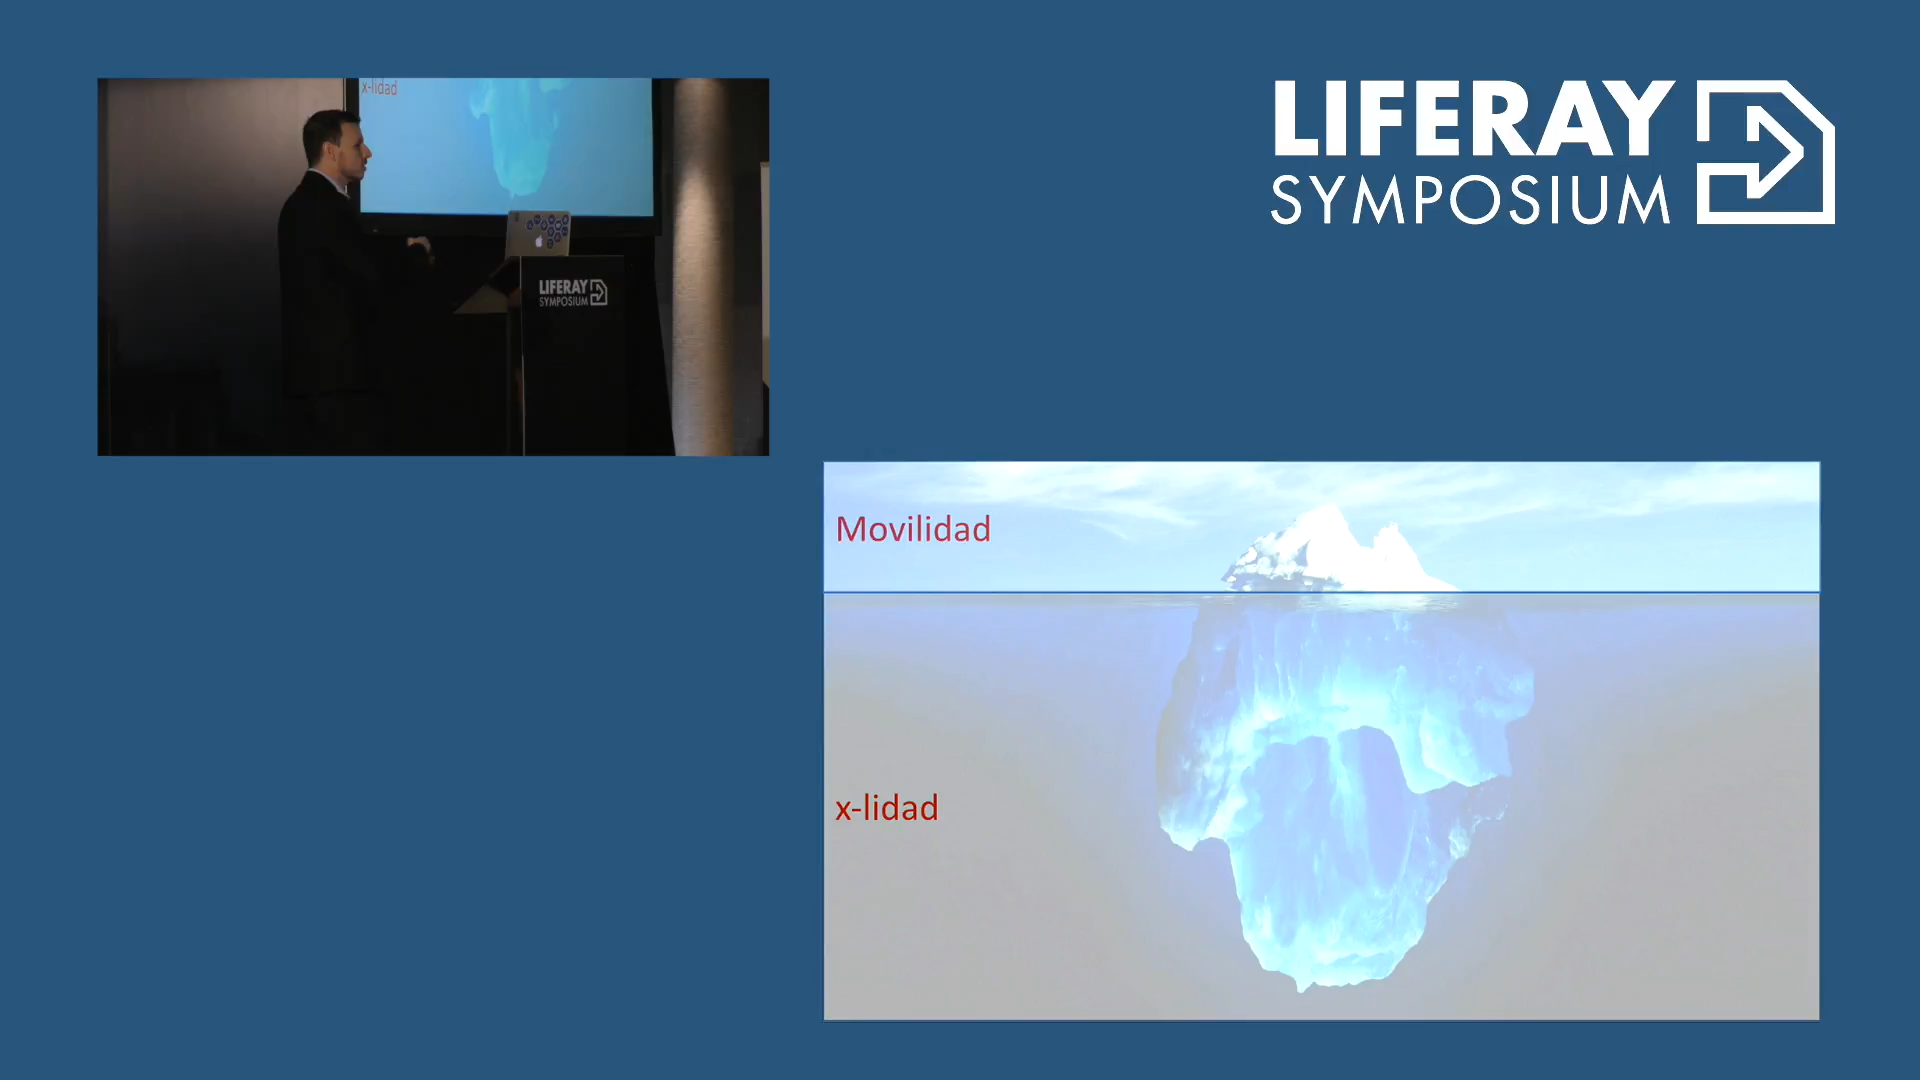 x-lidad
LIFERAY
SYMPOSIUM
LIFERAY
SYMPOSIUM
Movilidad
x-lidad